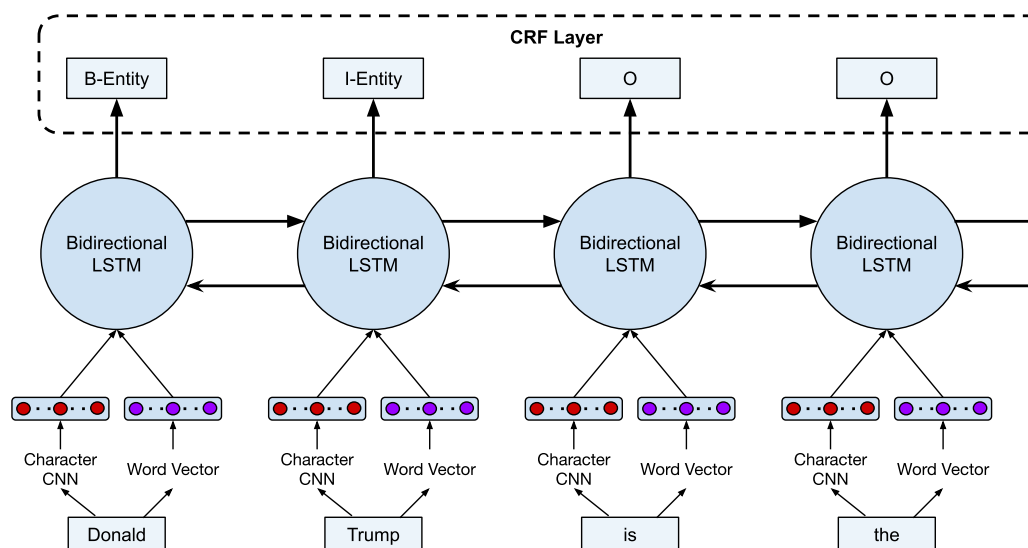 CRF Layer
B-Entity
I-Entity
O
O
Bidirectional
LSTM
Bidirectional
LSTM
Bidirectional
LSTM
Bidirectional
LSTM
Character
CNN
Word Vector
Character
CNN
Word Vector
Character
CNN
Word Vector
Character
CNN
Word Vector
Donald
Trump
is
the